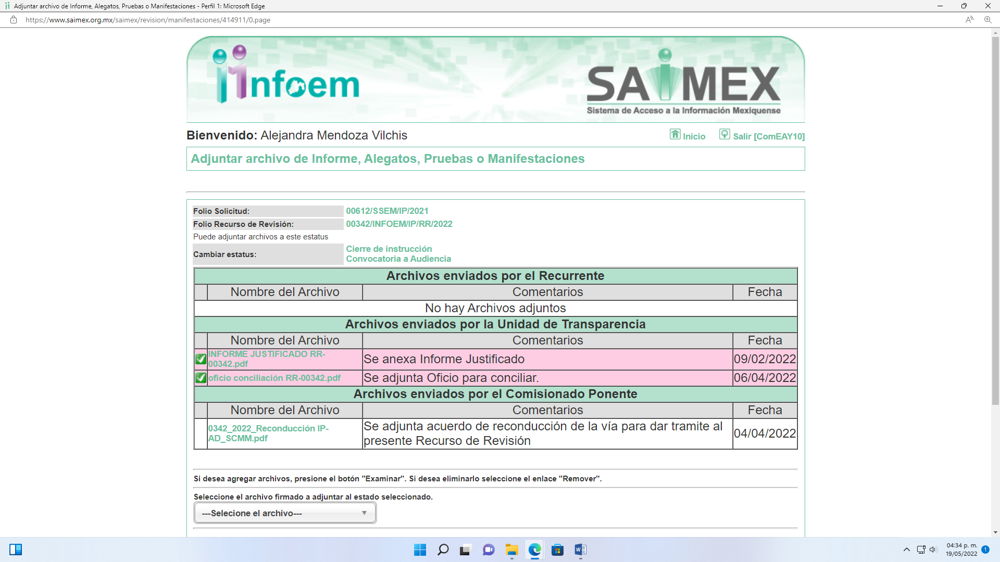 Adjuntar archivo de Informe, Alegatos, Pruebas o Manifestaciones - Perfil 1: Microsoft Edge
https://www.saimex.org.mx/saimex/revision/manifestaciones/414911/0.page
infoem
SAIMEX
Sistema de Acceso a la Información Mexiquense
Bienvenido: Alejandra Mendoza Vilchis
Inicio
Salir [ComEAY10]
Adjuntar archivo de Informe, Alegatos, Pruebas o Manifestaciones
Folio Solicitud: 00612/SSEM/IP/2021
Folio Recurso de Revisión: 00342/INFOEM/IP/RR/2022
Puede adjuntar archivos a este estatus
Cambiar estatus: Cierre de instrucción
Convocatoria a Audiencia
Archivos enviados por el Recurrente
Nombre del Archivo Comentarios Fecha
No hay Archivos adjuntos
Archivos enviados por la Unidad de Transparencia
Nombre del Archivo Comentarios Fecha
INFORME JUSTIFICADO RR-
00342.pdf Se anexa Informe Justificado 09/02/2022
oficio conciliación RR-00342.pdf Se adjunta Oficio para conciliar. 06/04/2022
Archivos enviados por el Comisionado Ponente
Nombre del Archivo Comentarios Fecha
0342_2022_Reconducción IP-
AD_SCMM.pdf
Se adjunta acuerdo de reconducción de la vía para dar tramite al
presente Recurso de Revisión
04/04/2022
Si desea agregar archivos, presione el botón "Examinar". Si desea eliminarlo seleccione el enlace "Remover".
Seleccione el archivo firmado a adjuntar al estado seleccionado.
---Selecione el archivo---
04:34 p. m.
19/05/2022
1